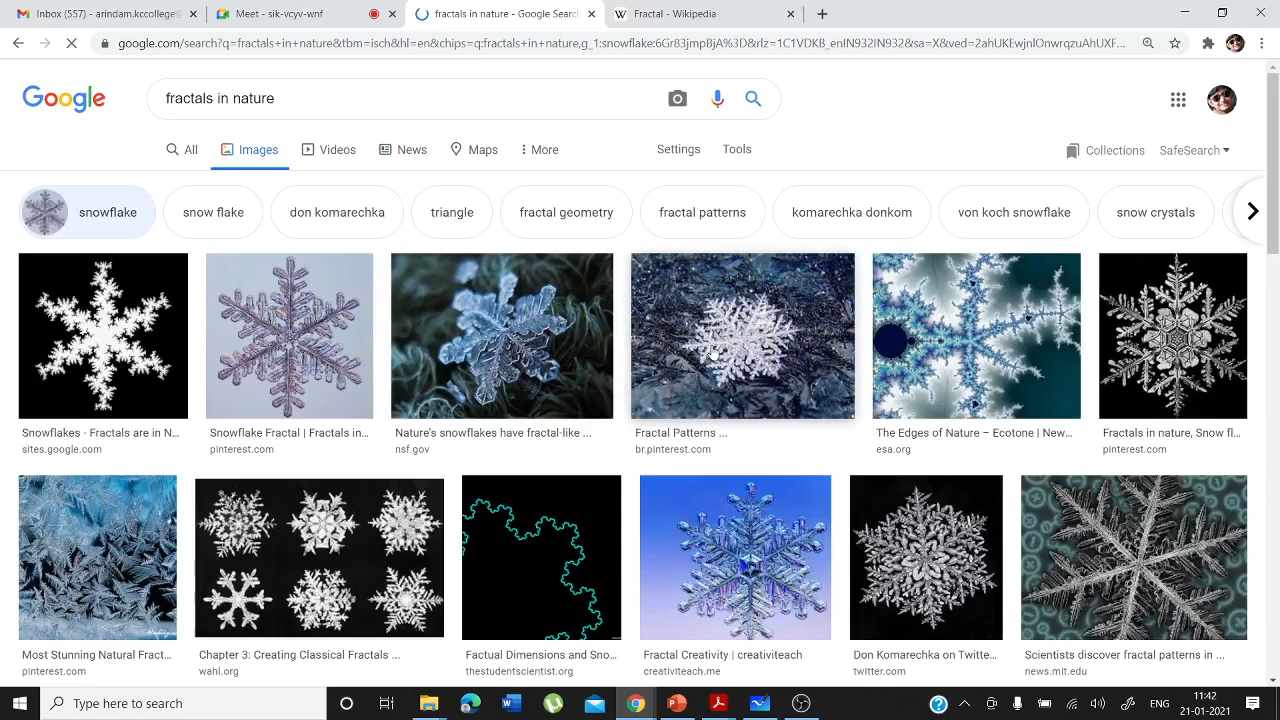 Inbox (557) - arindam.kccollege@
Meet - sik-vcyv-wnf
fractals in nature - Google Searc
Fractal - Wikipedia
google.com/search?q=fractals+in+nature&tbm=isch&hl=en&chips=q:fractals+in+nature,g_1:snowflake:6Gr83jmpBjA%3D&rlz=1C1VDKB_enIN932IN932&sa=X&ved=2ahUKEwjnlOnwrqzuAhUXF...
Google
fractals in nature
All Images Videos News Maps More Settings Tools Collections SafeSearch
snowflake
snow flake
don komarechka
triangle
fractal geometry
fractal patterns
komarechka donkom
von koch snowflake
snow crystals
Snowflakes - Fractals are in N...
sites.google.com
Snowflake Fractal | Fractals in...
pinterest.com
Nature's snowflakes have fractal-like ...
nsf.gov
Fractal Patterns ...
br.pinterest.com
The Edges of Nature – Ecotone | New...
esa.org
Fractals in nature, Snow fl...
pinterest.com
Most Stunning Natural Fract...
pinterest.com
Chapter 3: Creating Classical Fractals ...
wahl.org
Factual Dimensions and Sno...
thestudentscientist.org
Fractal Creativity | creativiteach
creativiteach.me
Don Komarechka on Twitte...
twitter.com
Scientists discover fractal patterns in ...
news.mit.edu
Type here to search
ENG
11:42
21-01-2021